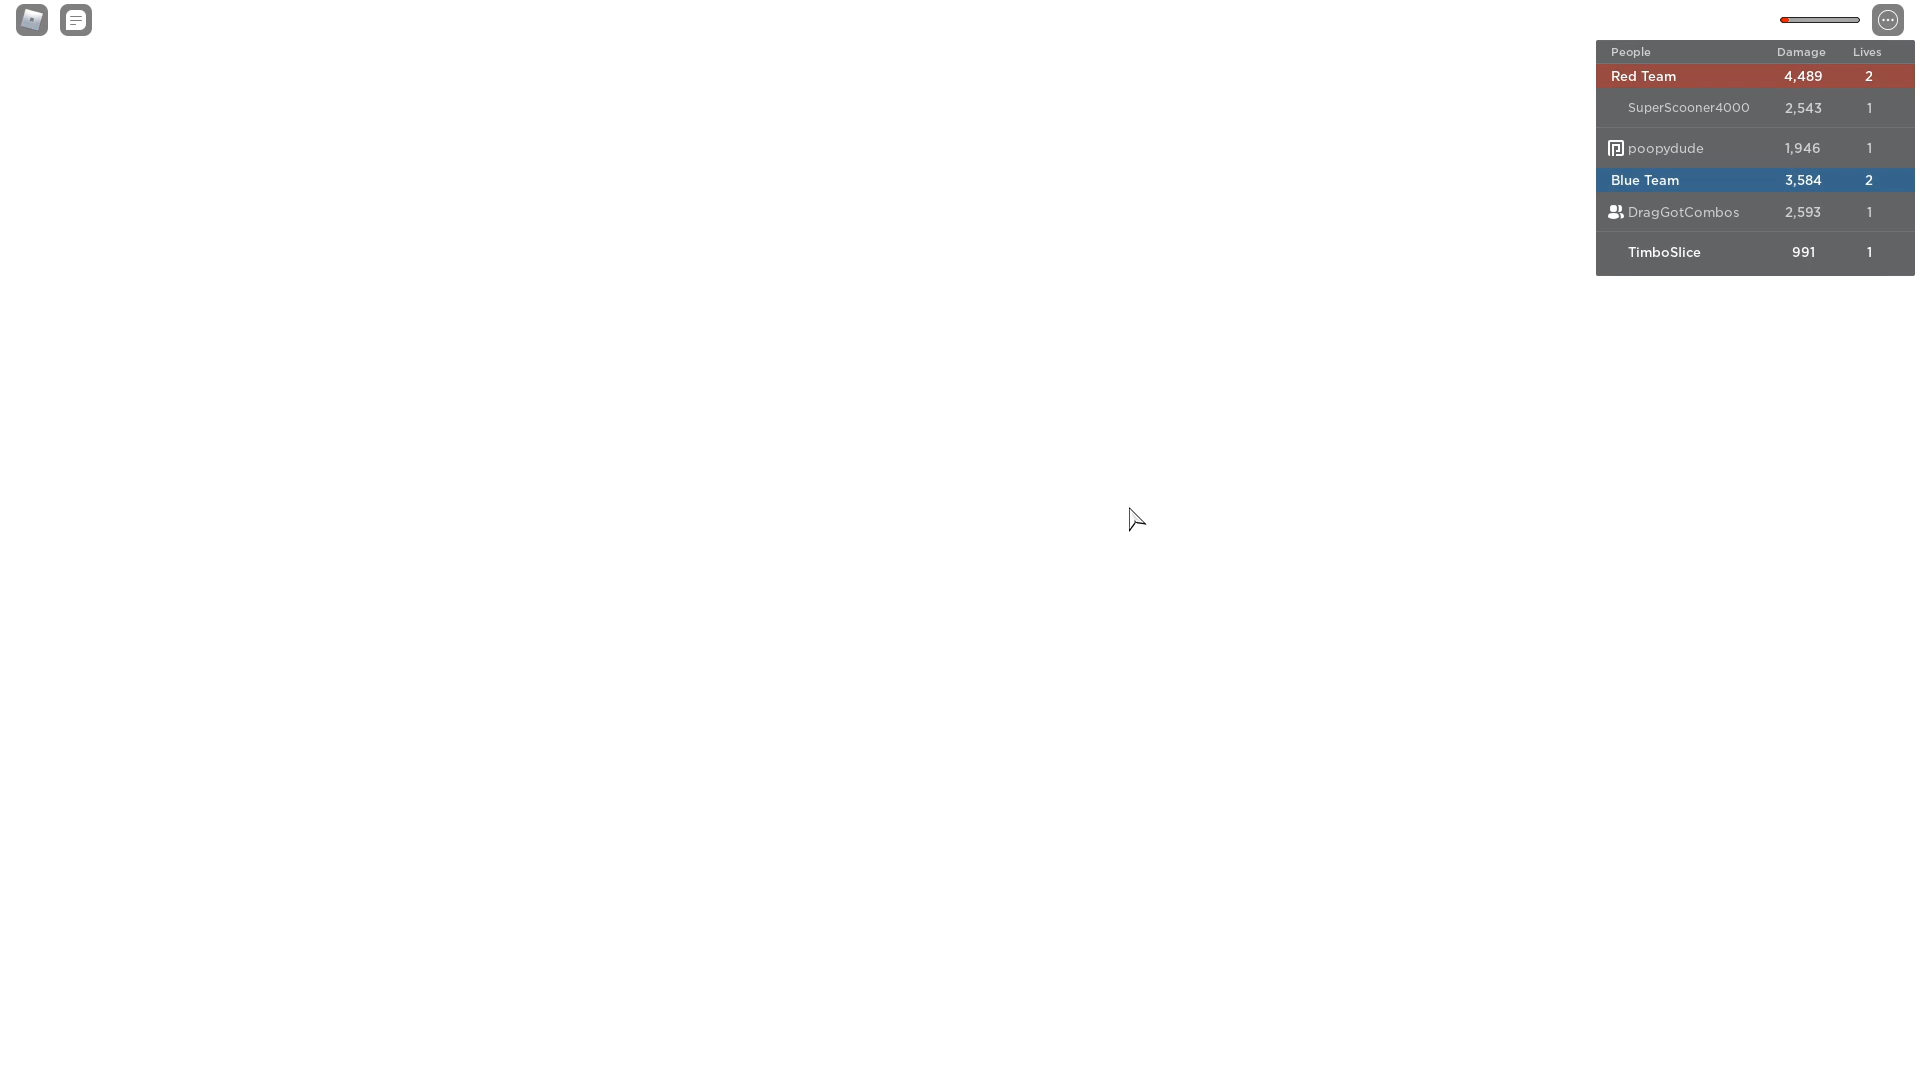 People Damage Lives
Red Team 4,489 2
SuperScooner4000 2,543 1
poopydude 1,946 1
Blue Team 3,584 2
DragGotCombos 2,593 1
TimboSlice 991 1